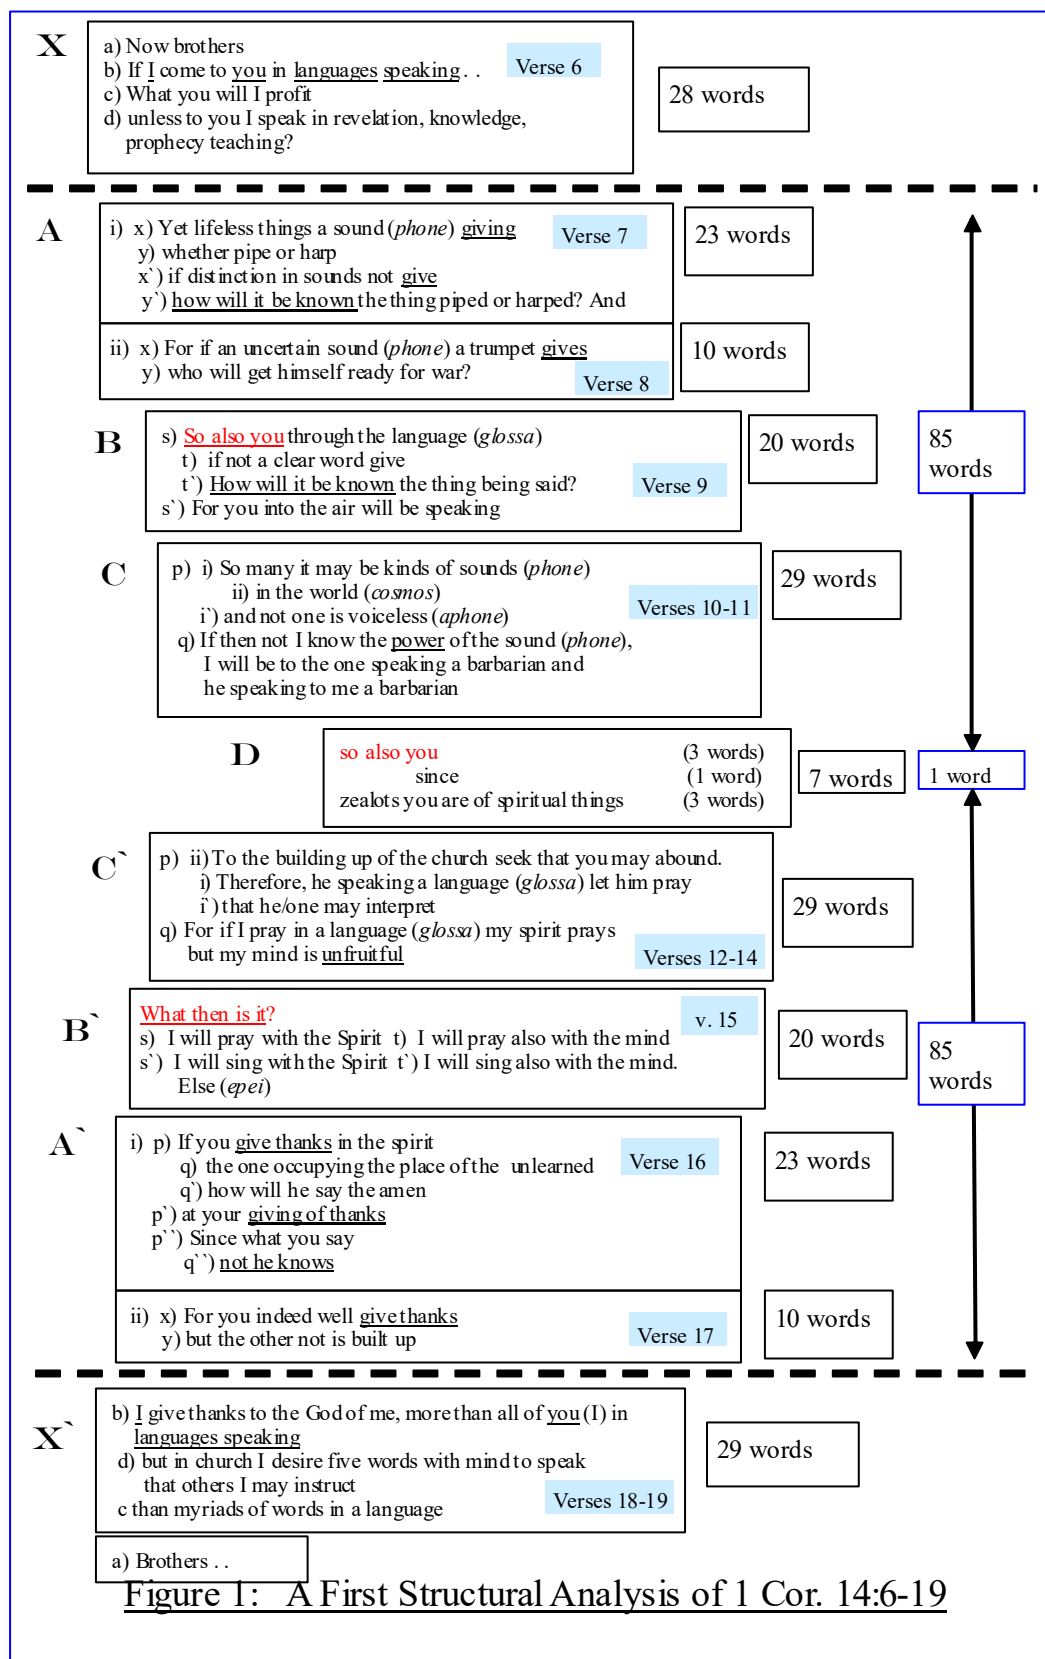 X
a) Now brothers
b) If I come to you in languages speaking . .
Verse 6
c) What you will I profit
d) unless to you I speak in revelation, knowledge,
prophecy teaching?
28 words
A
i) x) Yet lifeless things a sound (phone) giving
y) whether pipe or harp
x`) if distinction in sounds not give
y`) how will it be known the thing piped or harped? And
Verse 7
23 words
ii) x) For if an uncertain sound (phone) a trumpet gives
y) who will get himself ready for war?
Verse 8
10 words
B
s) So also you through the language (glossa)
t) if not a clear word give
t`) How will it be known the thing being said?
s`) For you into the air will be speaking
Verse 9
20 words
85
words
C
p) i) So many it may be kinds of sounds (phone)
ii) in the world (cosmos)
i`) and not one is voiceless (aphone)
q) If then not I know the power of the sound (phone),
I will be to the one speaking a barbarian and
he speaking to me a barbarian
Verses 10-11
29 words
D
so also you (3 words)
since (1 word)
zealots you are of spiritual things (3 words)
7 words
1 word
C`
p) ii) To the building up of the church seek that you may abound.
i) Therefore, he speaking a language (glossa) let him pray
i`) that he/one may interpret
q) For if I pray in a language (glossa) my spirit prays
but my mind is unfruitful
Verses 12-14
29 words
B`
What then is it?
s) I will pray with the Spirit t) I will pray also with the mind
s`) I will sing with the Spirit t`) I will sing also with the mind.
Else (epei)
v. 15
20 words
85
words
A`
i) p) If you give thanks in the spirit
q) the one occupying the place of the unlearned
q`) how will he say the amen
p`) at your giving of thanks
p``) Since what you say
q``) not he knows
Verse 16
23 words
ii) x) For you indeed well give thanks
y) but the other not is built up
Verse 17
10 words
X`
b) I give thanks to the God of me, more than all of you (I) in
languages speaking
d) but in church I desire five words with mind to speak
that others I may instruct
c than myriads of words in a language
Verses 18-19
29 words
a) Brothers . .
Figure 1: A First Structural Analysis of 1 Cor. 14:6-19